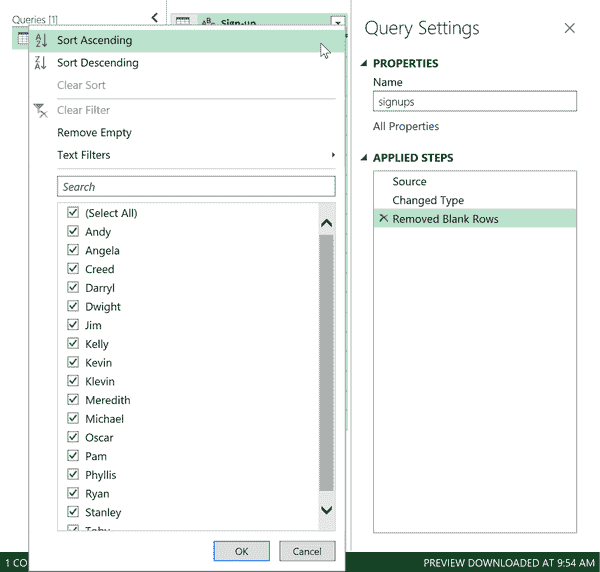 Queries [1]
Sign-up
Sort Ascending
Sort Descending
Clear Sort
Clear Filter
Remove Empty
Text Filters
Search
(Select All)
Andy
Angela
Creed
Darryl
Dwight
Jim
Kelly
Kevin
Klevin
Meredith
Michael
Oscar
Pam
Phyllis
Ryan
Stanley
Toby
OK Cancel
Query Settings
PROPERTIES
Name
signups
All Properties
APPLIED STEPS
Source
Changed Type
Removed Blank Rows
1 CO
PREVIEW DOWNLOADED AT 9:54 AM